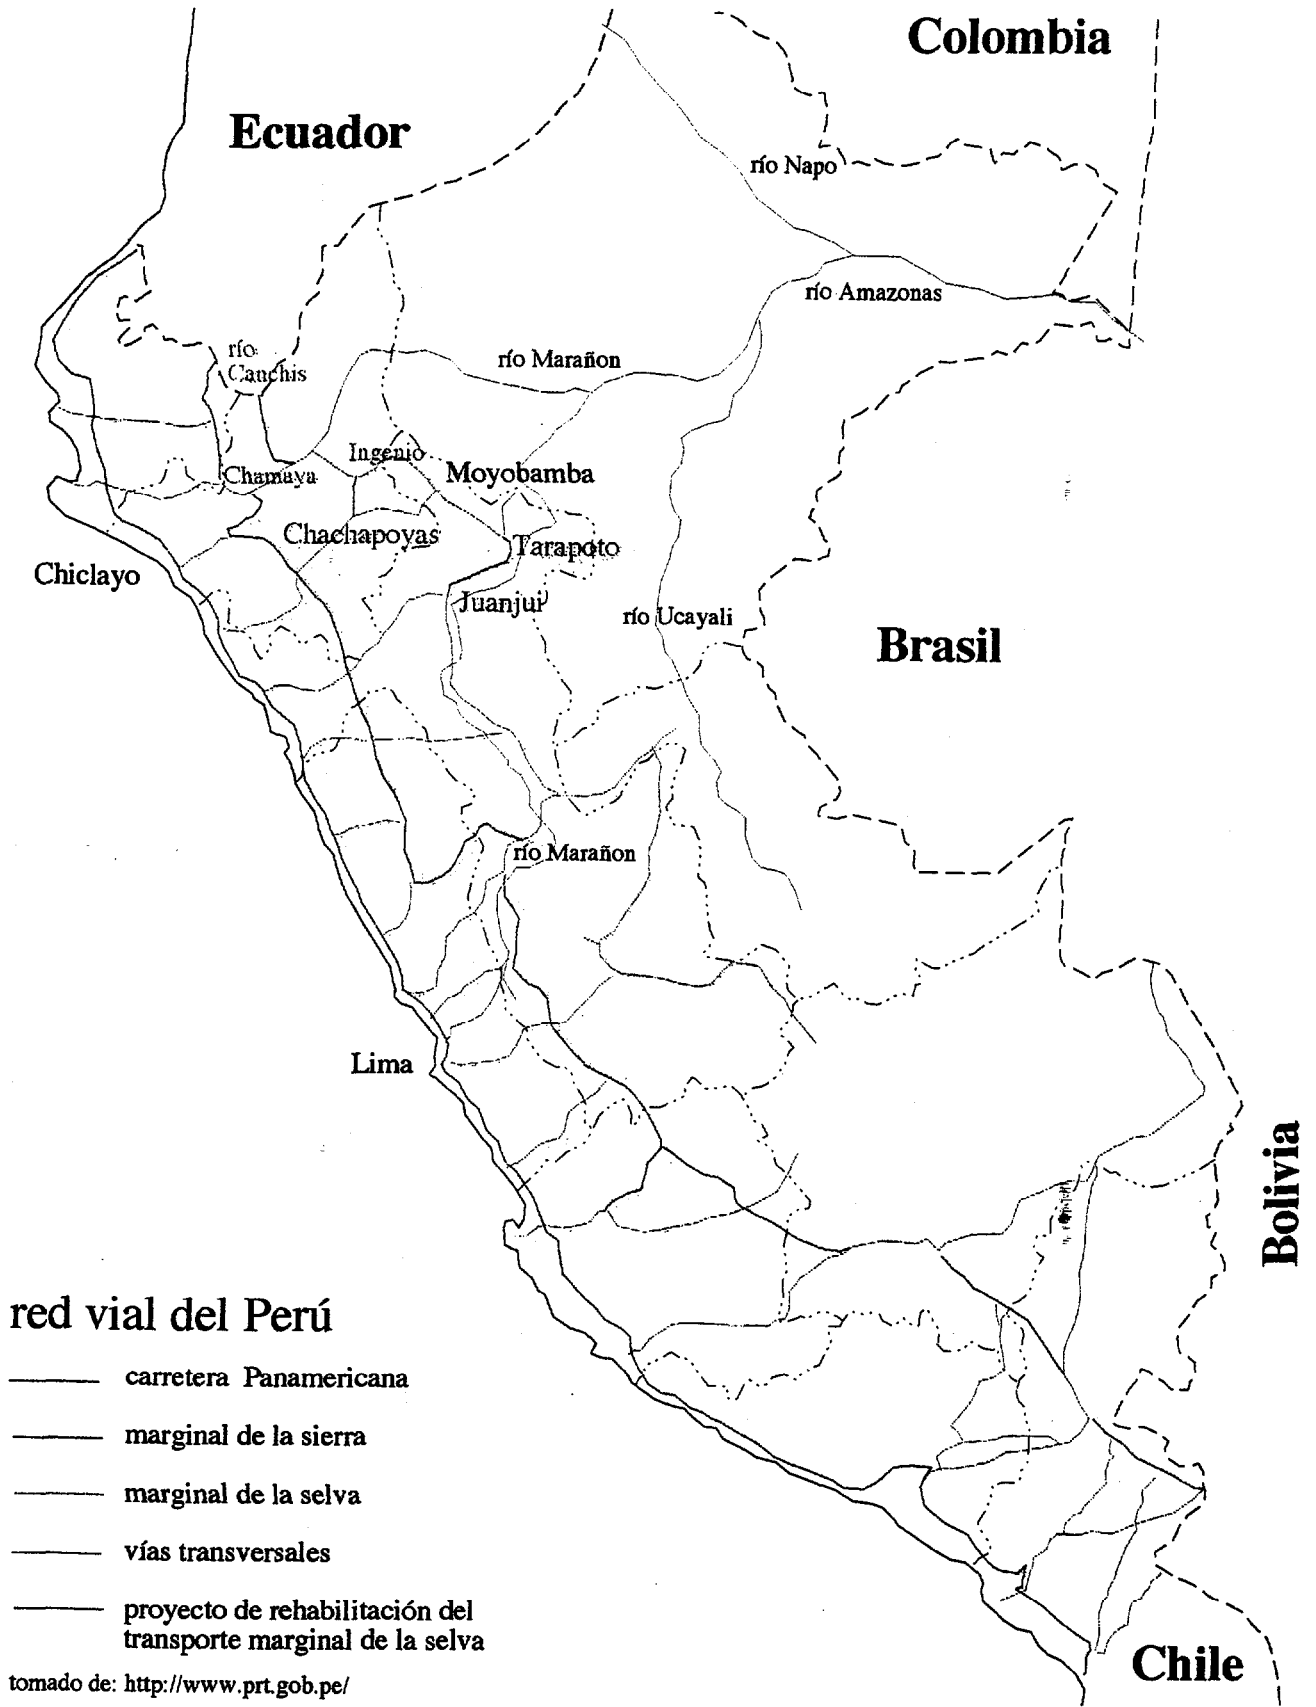 Colombia
Ecuador
río Napo
río Amazonas
río
Canchis
río Marañon
Ingenio
Chamaya
Moyobamba
Chachapoyas
Tarapoto
Chiclayo
Juanjui
río Ucayali
Brasil
río Marañon
Lima
Bolivia
red vial del Perú
carretera Panamericana
marginal de la sierra
marginal de la selva
vías transversales
proyecto de rehabilitación del
transporte marginal de la selva
tomado de: http://www.prt.gob.pe/
Chile